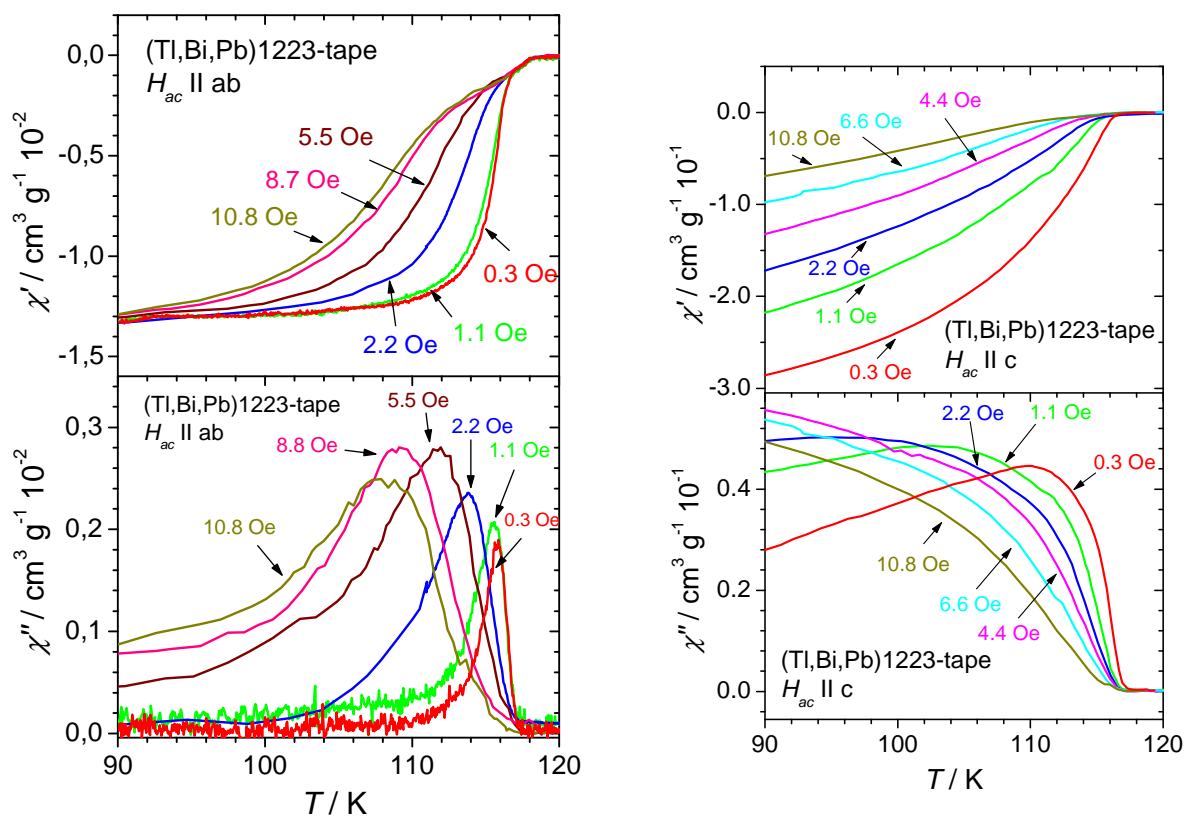 (Tl,Bi,Pb)1223-tape
H_ac II ab
5.5 Oe
8.7 Oe
10.8 Oe
0.3 Oe
1.1 Oe
2.2 Oe
0,0
-0,5
-1,0
-1,5
χ′ / cm³ g⁻¹ 10⁻²
(Tl,Bi,Pb)1223-tape
H_ac II ab
5.5 Oe
2.2 Oe
8.8 Oe
1.1 Oe
10.8 Oe
0.3 Oe
0,3
0,2
0,1
0,0
χ″ / cm³ g⁻¹ 10⁻²
90
100
110
120
T / K
4.4 Oe
6.6 Oe
10.8 Oe
2.2 Oe
1.1 Oe
0.3 Oe
(Tl,Bi,Pb)1223-tape
H_ac II c
0.0
-1.0
-2.0
-3.0
χ′ / cm³ g⁻¹ 10⁻¹
2.2 Oe
1.1 Oe
0.3 Oe
10.8 Oe
6.6 Oe
4.4 Oe
(Tl,Bi,Pb)1223-tape
H_ac II c
0.4
0.2
0.0
χ″ / cm³ g⁻¹ 10⁻¹
90
100
110
120
T / K